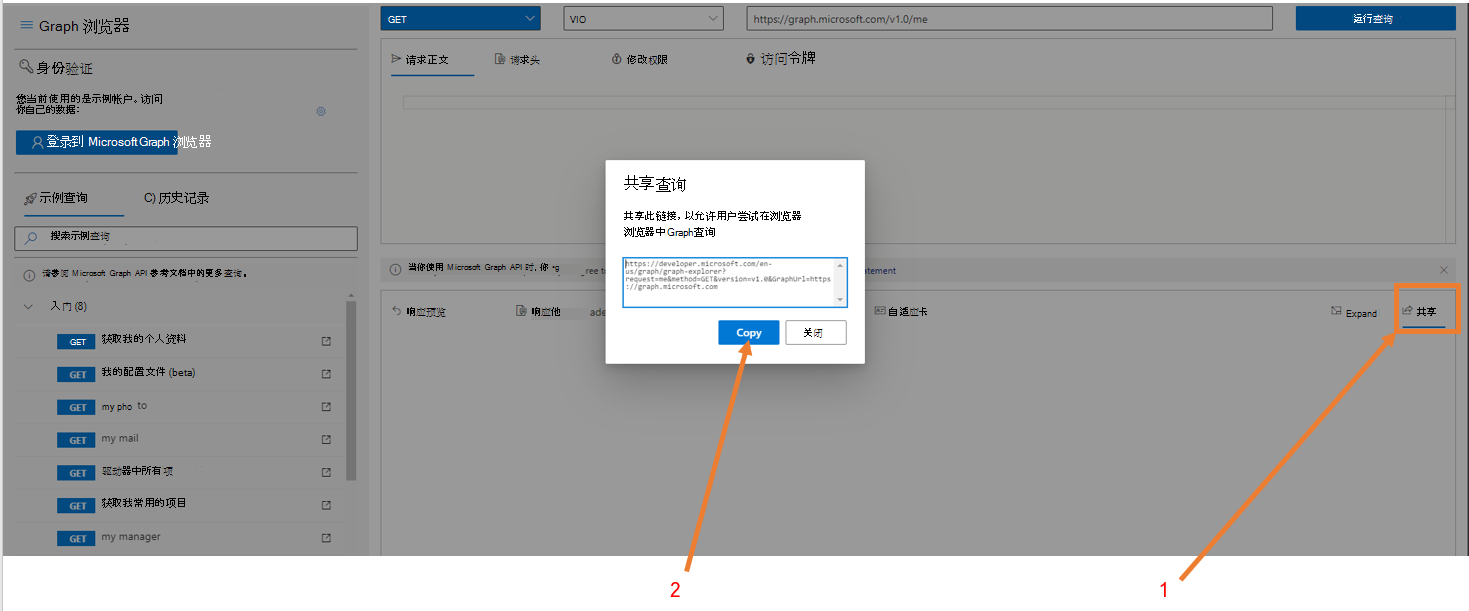 Graph 浏览器
身份验证
您当前使用的是示例帐户。访问
你自己的数据:
登录到 Microsoft Graph 浏览器
示例查询
C) 历史记录
搜索示例查询
请参阅 Microsoft Graph API 参考文档中的更多查询。
入门 (8)
GET 获取我的个人资料
GET 我的配置文件 (beta)
GET my pho to
GET my mail
GET 驱动器中所有项
GET 获取我常用的项目
GET my manager
GET
VIO
https://graph.microsoft.com/v1.0/me
运行查询
请求正文
请求头
修改权限
访问令牌
当你使用 Microsoft Graph API 时, 你
ree to
atement
响应预览
响应他
ade
自适应卡
Expand
共享
共享查询
共享此链接, 以允许用户尝试在浏览器
浏览器中Graph查询
https://developer.microsoft.com/en-
us/graph/graph-explorer?
request=me&method=GET&version=v1.0&GraphUrl=https
://graph.microsoft.com
Copy
关闭
2
1